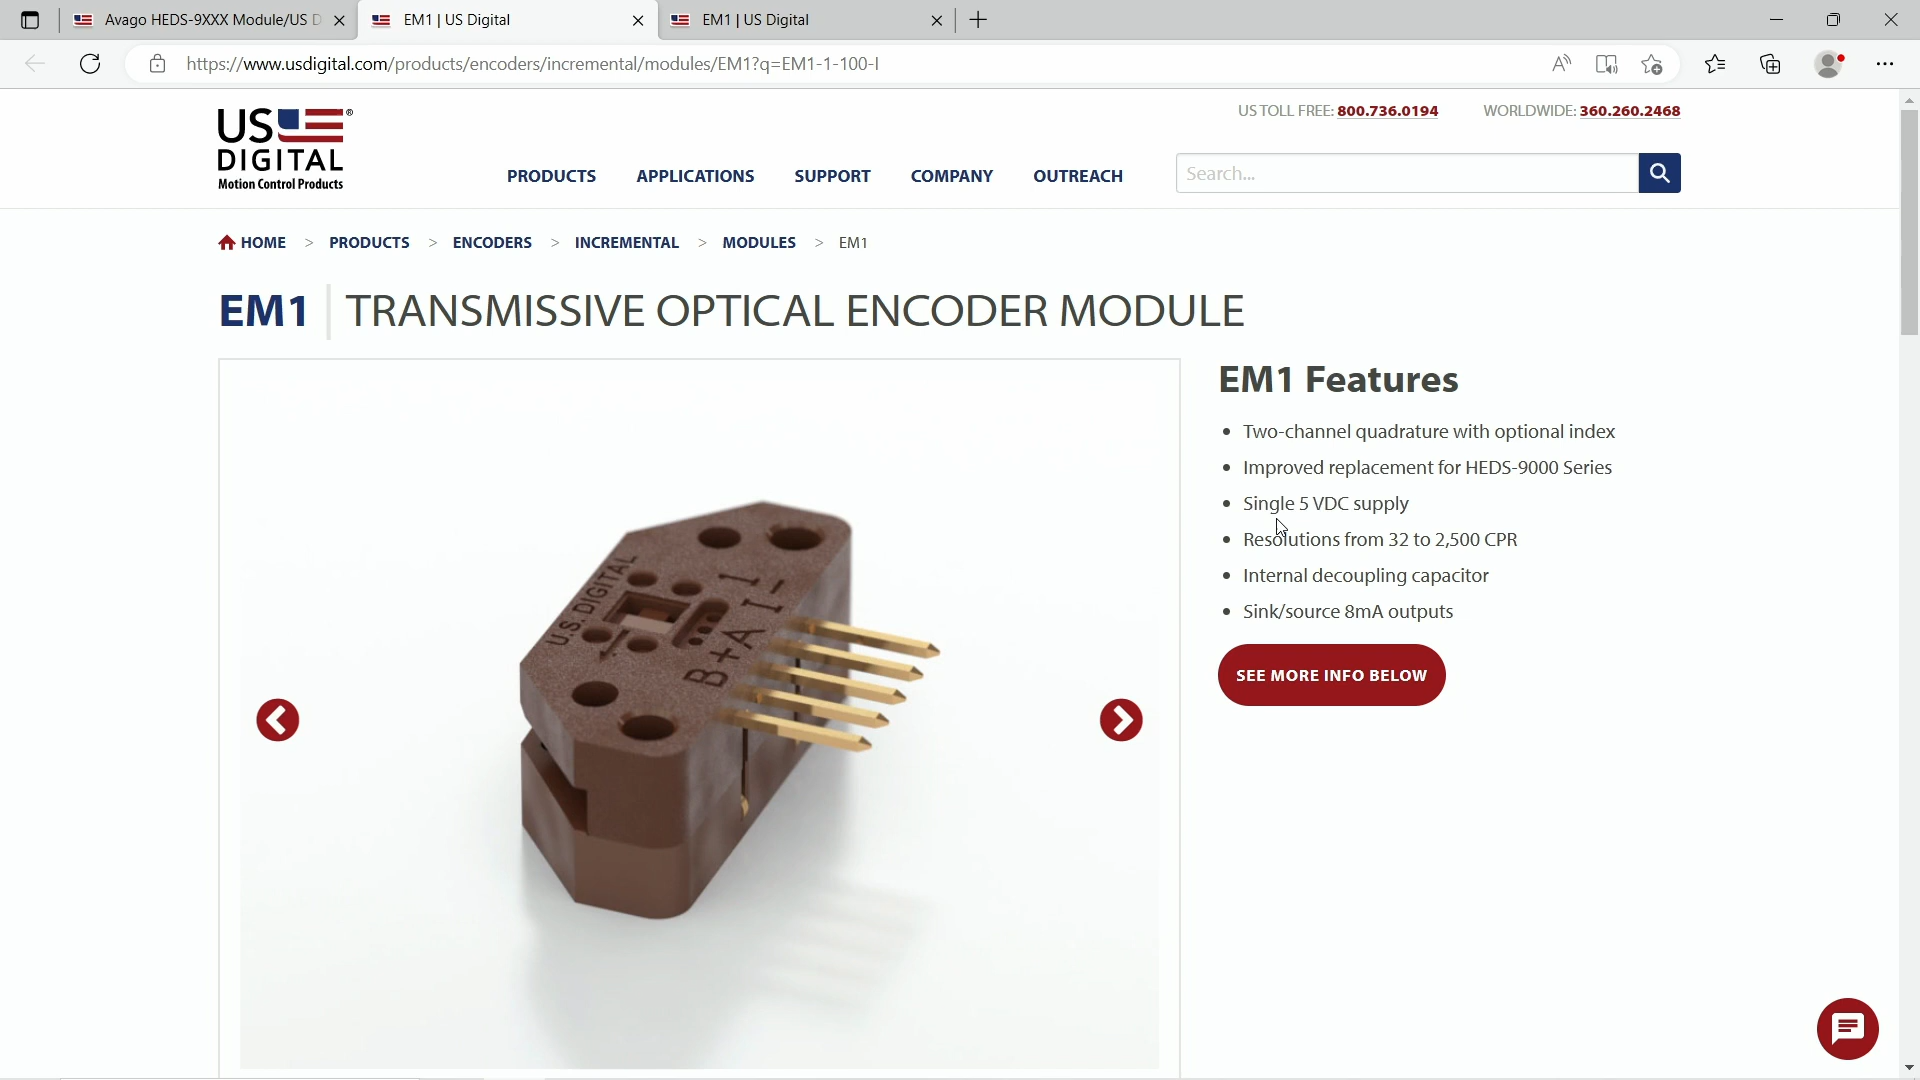 Avago HEDS-9XXX Module/US D
EM1 | US Digital
EM1 | US Digital
https://www.usdigital.com/products/encoders/incremental/modules/EM1?q=EM1-1-100-I
US TOLL FREE: 800.736.0194
WORLDWIDE: 360.260.2468
US
DIGITAL
Motion Control Products
PRODUCTS
APPLICATIONS
SUPPORT
COMPANY
OUTREACH
Search...
HOME > PRODUCTS > ENCODERS > INCREMENTAL > MODULES > EM1
EM1 | TRANSMISSIVE OPTICAL ENCODER MODULE
EM1 Features
• Two-channel quadrature with optional index
• Improved replacement for HEDS-9000 Series
• Single 5 VDC supply
• Resolutions from 32 to 2,500 CPR
• Internal decoupling capacitor
• Sink/source 8mA outputs
SEE MORE INFO BELOW
U.S. DIGITAL
B+A I-
1